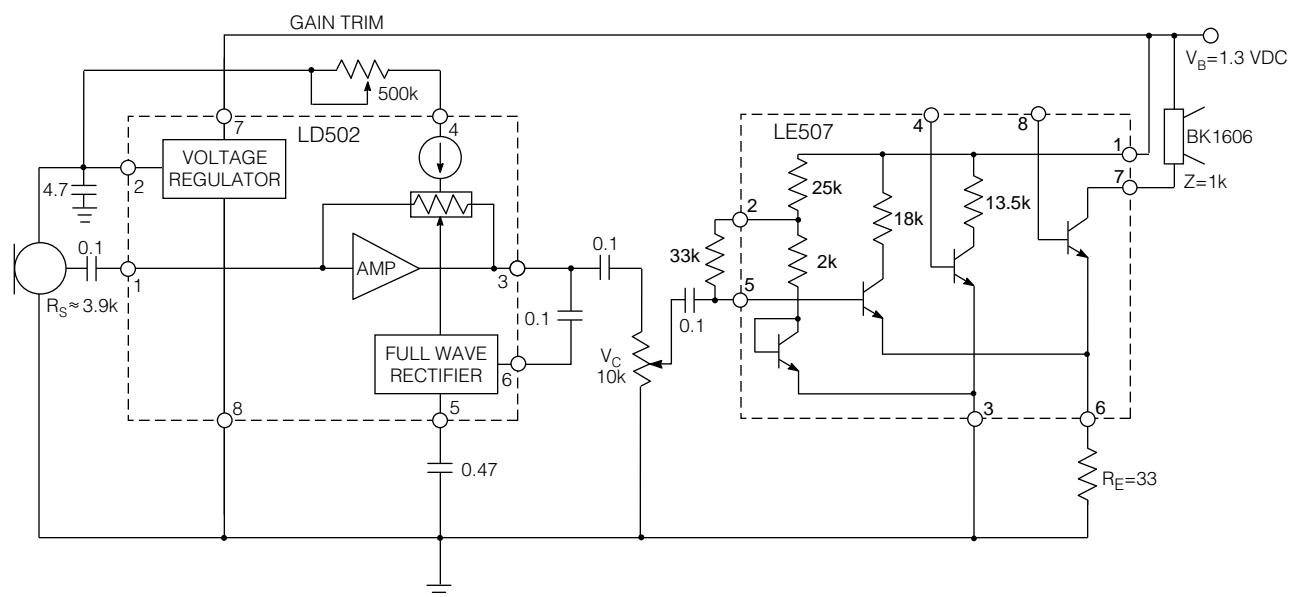 GAIN TRIM
V_B=1.3 VDC
500k
7
LD502
4
4
8
LE507
BK1606
VOLTAGE
REGULATOR
1
4.7
2
25k
7
Z=1k
13.5k
2
18k
0.1
0.1
33k
2k
AMP
1
3
5
R_S≈3.9k
0.1
0.1
FULL WAVE
RECTIFIER
V_C
10k
6
8
5
3
6
0.47
R_E=33